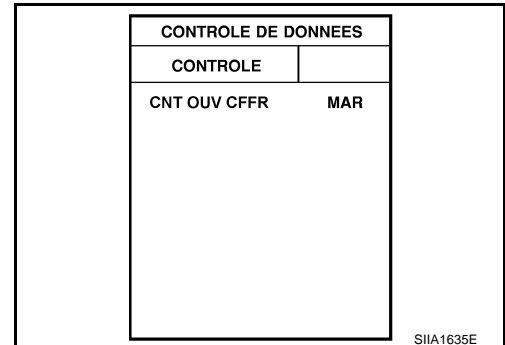 CONTROLE DE DONNEES
CONTROLE
CNT OUV CFFR MAR
SIIA1635E